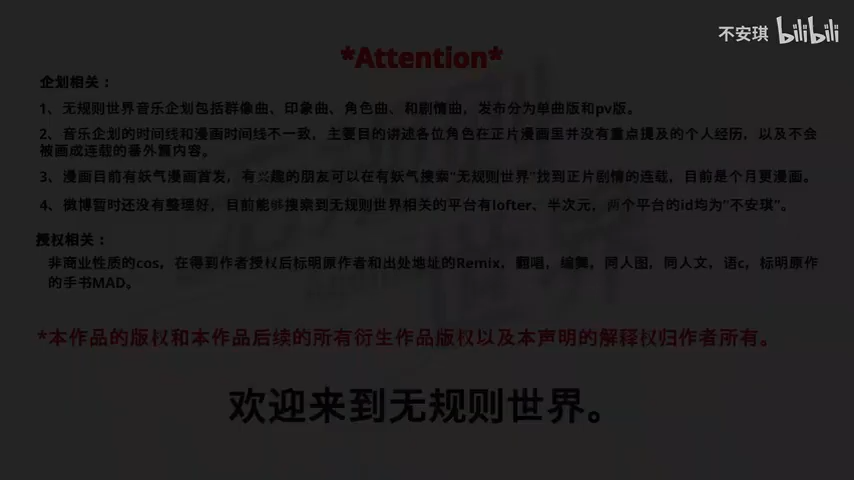 不安琪 bilibili
*Attention*
企划相关：
1、无规则世界音乐企划包括群像曲、印象曲、角色曲、和剧情曲，发布分为单曲版和pv版。
2、音乐企划的时间线和漫画时间线不一致，主要目的讲述各位角色在正片漫画里并没有重点提及的个人经历，以及不会
被画成连载的番外篇内容。
3、漫画目前有妖气漫画首发，有兴趣的朋友可以在有妖气搜索“无规则世界”找到正片剧情的连载，目前是个月更漫画。
4、微博暂时还没有整理好，目前能够搜索到无规则世界相关的平台有lofter、半次元，两个平台的id均为“不安琪”。
授权相关：
非商业性质的cos，在得到作者授权后标明原作者和出处地址的Remix，翻唱，编舞，同人图，同人文，语c，标明原作
的手书MAD。
*本作品的版权和本作品后续的所有衍生作品版权以及本声明的解释权归作者所有。
欢迎来到无规则世界。